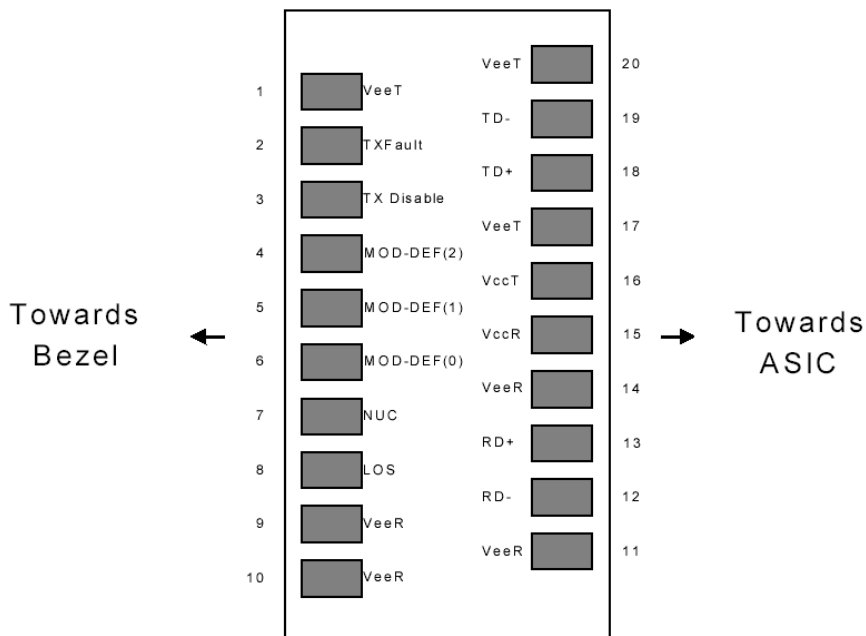 VeeT 20
1 VeeT
TD- 19
2 TXFault
TD+ 18
3 TX Disable
VeeT 17
4 MOD-DEF(2)
VccT 16
5 MOD-DEF(1)
Towards
Bezel
VccR 15
Towards
ASIC
6 MOD-DEF(0)
VeeR 14
7 NUC
RD+ 13
8 LOS
RD- 12
9 VeeR
VeeR 11
10 VeeR